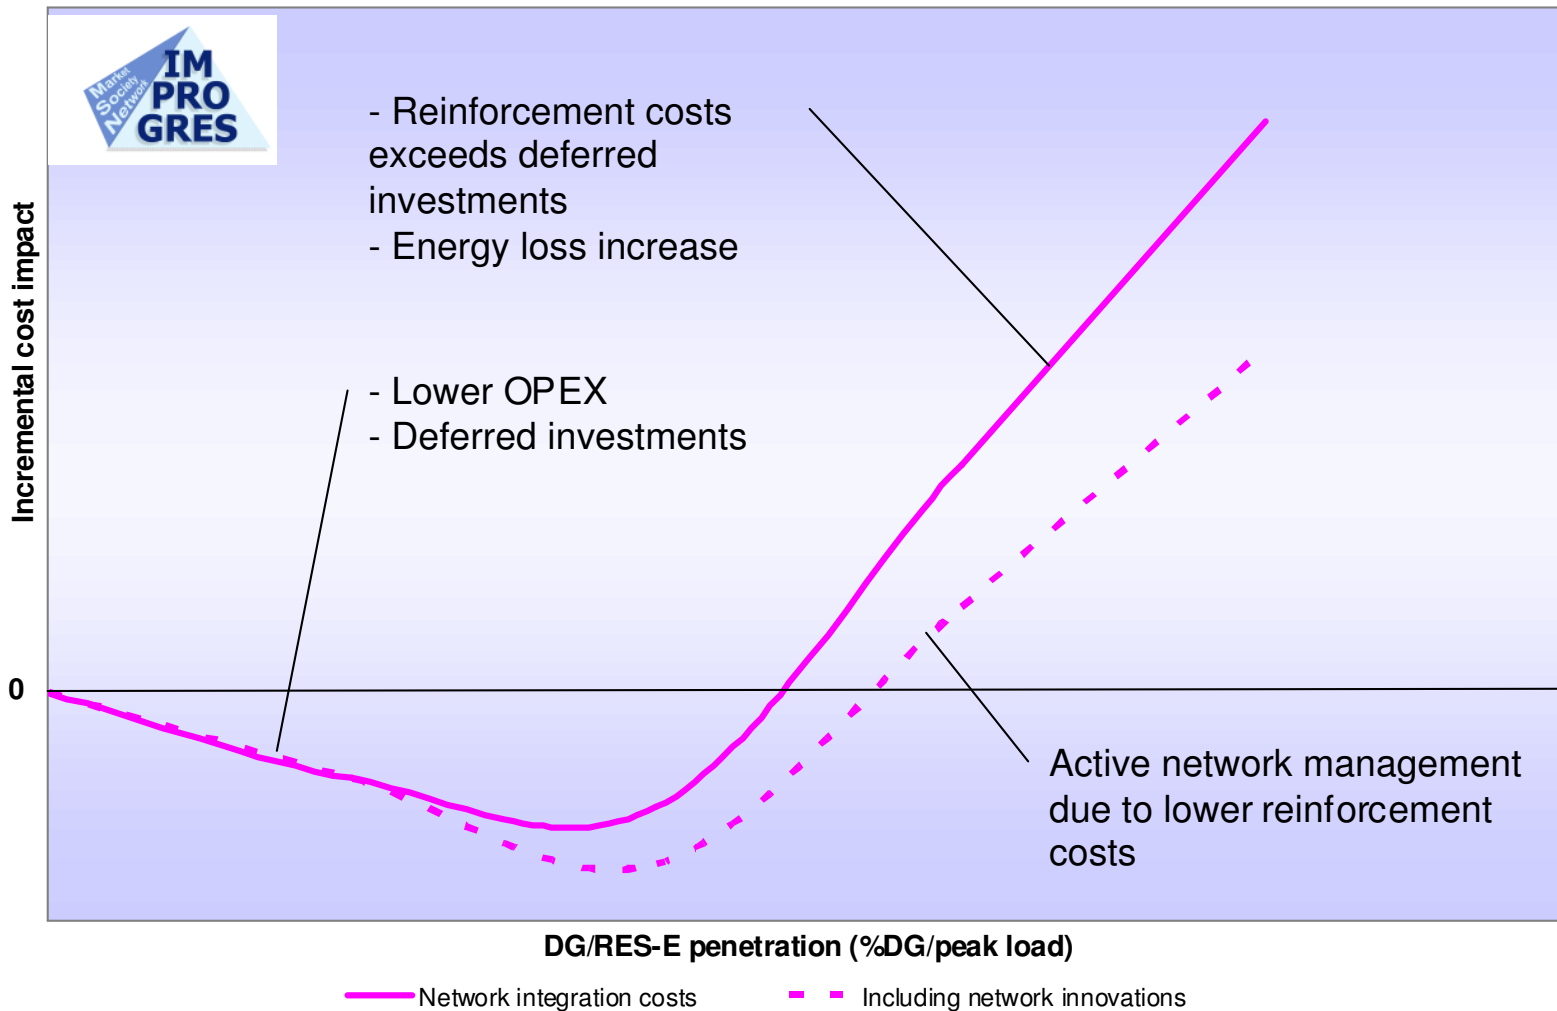 Market
Society
Network
IM
PRO
GRES
- Reinforcement costs
exceeds deferred
investments
- Energy loss increase
- Lower OPEX
- Deferred investments
Incremental cost impact
0
Active network management
due to lower reinforcement
costs
DG/RES-E penetration (%DG/peak load)
Network integration costs
Including network innovations